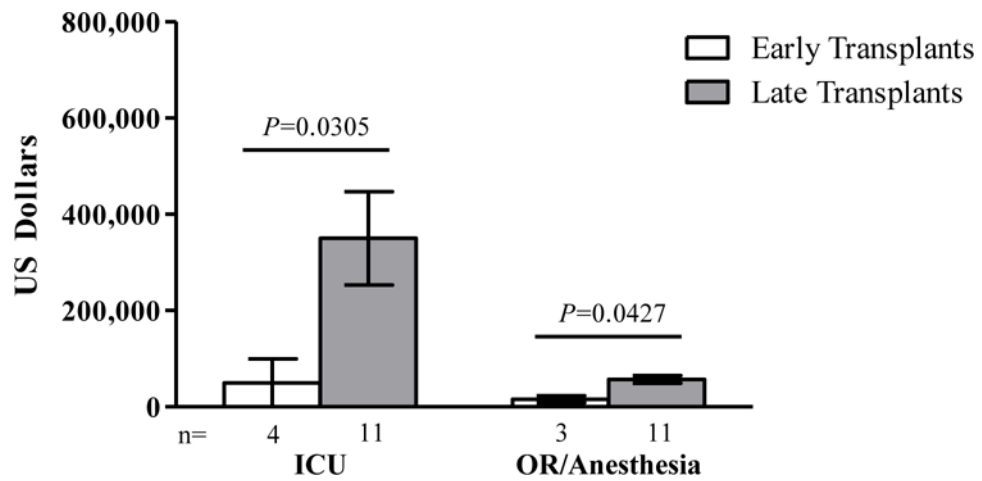 800,000
600,000
400,000
200,000
0
US Dollars
Early Transplants
Late Transplants
P=0.0305
P=0.0427
n= 4 11 3 11
ICU OR/Anesthesia